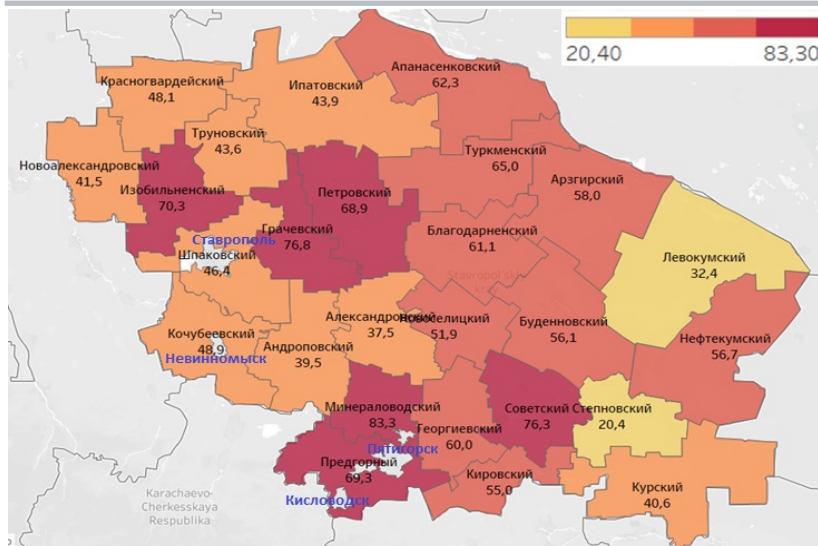 20,40
83,30
Апанасенковский
62,3
Красногвардейский
48,1
Ипатовский
43,9
Труновский
43,6
Туркменский
65,0
Новоалександровский
41,5
Изобильненский
70,3
Петровский
68,9
Арзгирский
58,0
Грачевский
76,8
Благодарненский
61,1
Ставрополь
Шпаковский
46,4
Левокумский
32,4
Stavropol'skiy
Александровский
37,5
Новоселицкий
51,9
Буденновский
56,1
Нефтекумский
56,7
Кочубеевский
48,9
Невинномыск
Андроповский
39,5
Минераловодский
83,3
Советский
76,3
Степновский
20,4
Георгиевский
60,0
Пятигорск
Предгорный
69,3
Кировский
55,0
Курский
40,6
Кисловодск
Karachaevo-
Cherkesskaya
Respublika